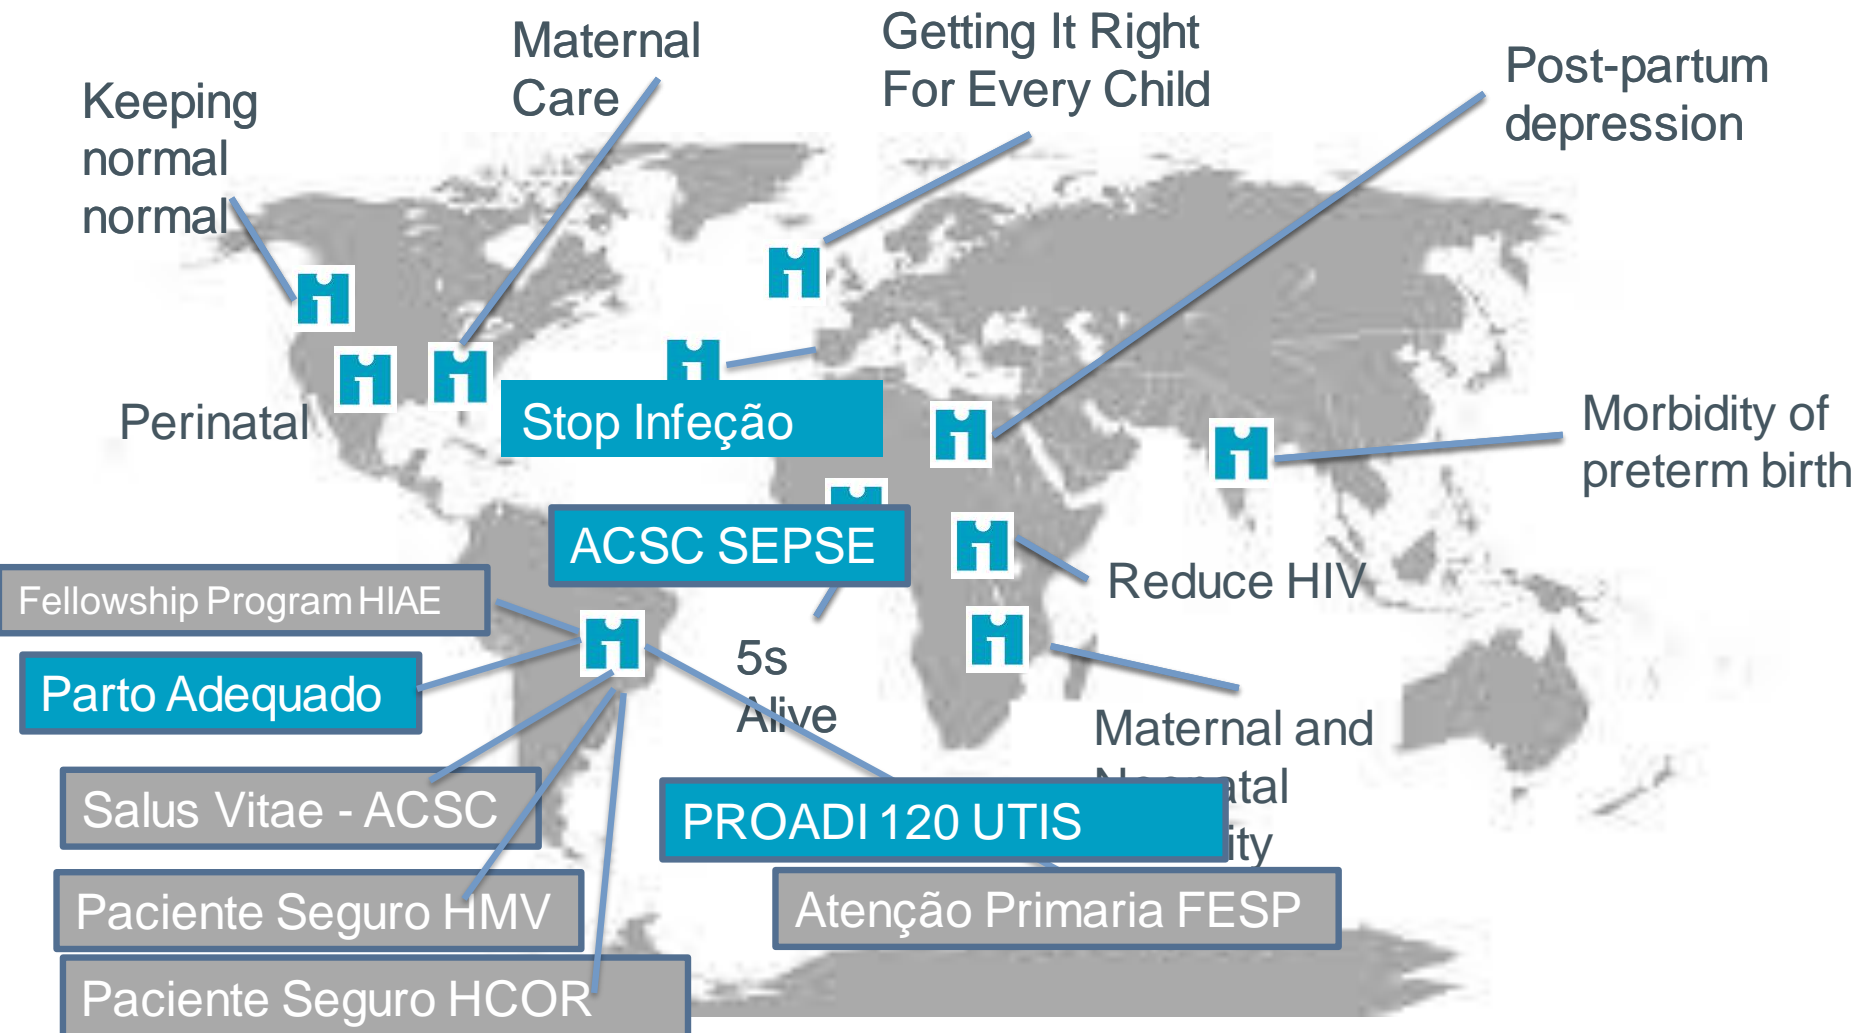 Maternal
Care
Getting It Right
For Every Child
Post-partum
depression
Keeping
normal
normal
Perinatal
Stop Infeção
Morbidity of
preterm birth
ACSC SEPSE
Reduce HIV
Fellowship Program HIAE
5s
Alive
Parto Adequado
Maternal and
Salus Vitae - ACSC
PROADI 120 UTIS
Paciente Seguro HMV
Atenção Primaria FESP
Paciente Seguro HCOR